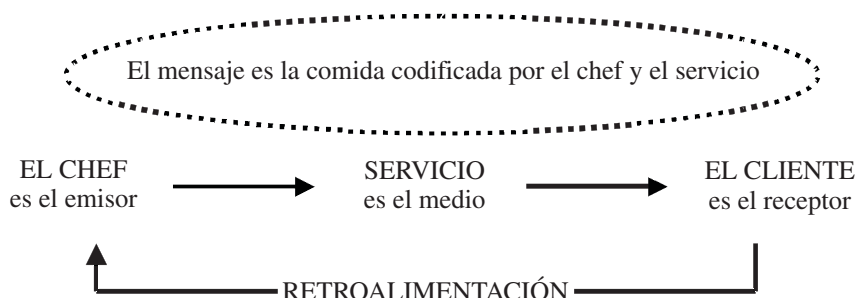 El mensaje es la comida codificada por el chef y el servicio
EL CHEF
es el emisor
SERVICIO
es el medio
EL CLIENTE
es el receptor
RETROALIMENTACIÓN